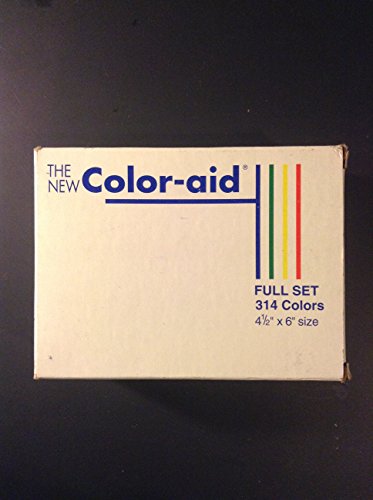 THE
NEW Color-aid®
FULL SET
314 Colors
4½" x 6" size